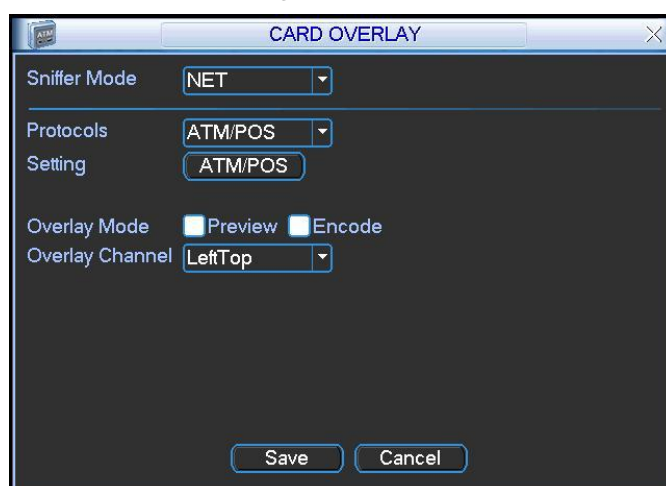 ATM
CARD OVERLAY
Sniffer Mode NET
Protocols ATM/POS
Setting ATM/POS
Overlay Mode Preview Encode
Overlay Channel LeftTop
Save Cancel